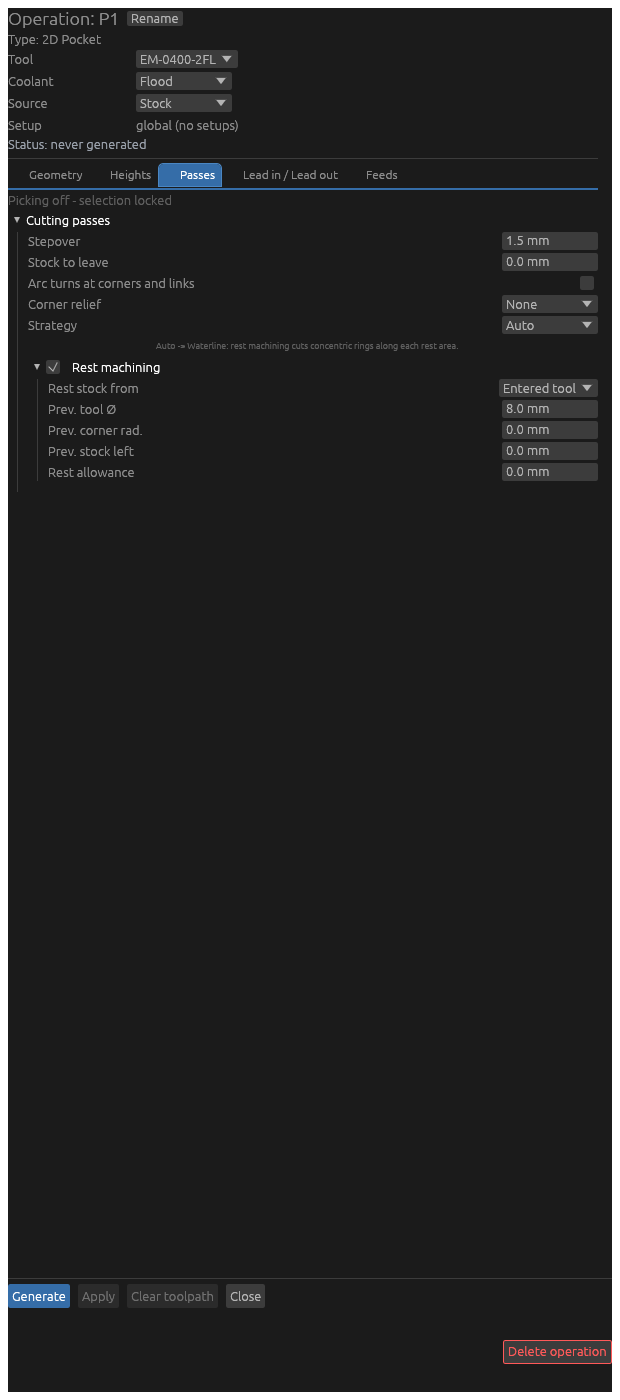 Operation: P1 Rename
Type: 2D Pocket
Tool EM-0400-2FL
Coolant Flood
Source Stock
Setup global (no setups)
Status: never generated
Geometry Heights Passes Lead in / Lead out Feeds
Picking off - selection locked
Cutting passes
Stepover 1.5 mm
Stock to leave 0.0 mm
Arc turns at corners and links
Corner relief None
Strategy Auto
Auto -> Waterline: rest machining cuts concentric rings along each rest area.
Rest machining
Rest stock from Entered tool
Prev. tool Ø 8.0 mm
Prev. corner rad. 0.0 mm
Prev. stock left 0.0 mm
Rest allowance 0.0 mm
Generate Apply Clear toolpath Close
Delete operation